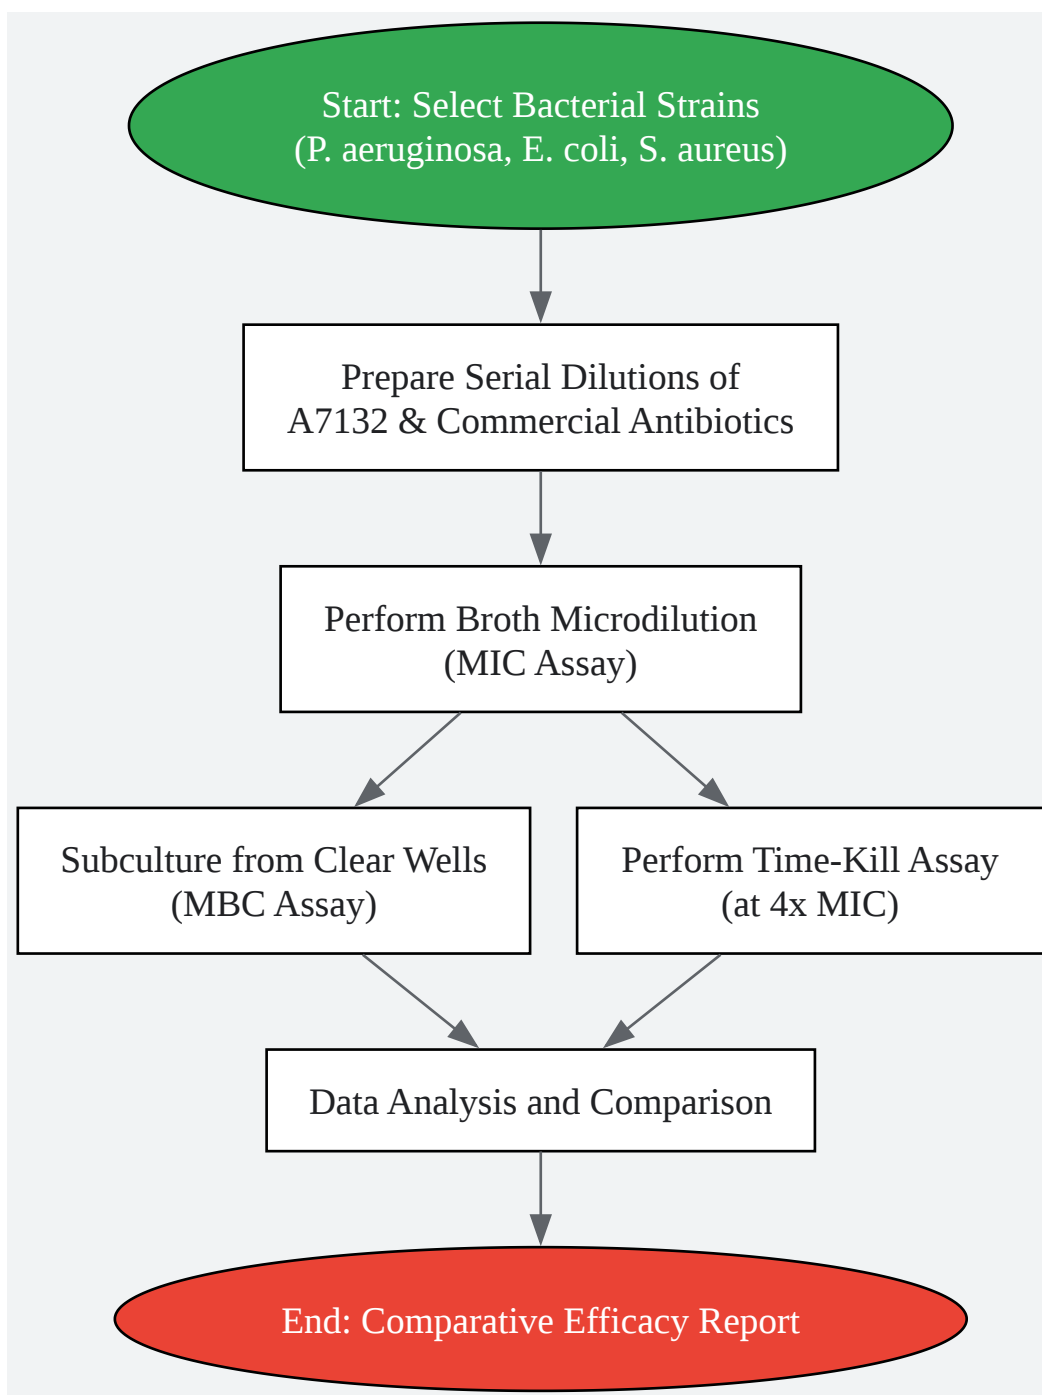 Start: Select Bacterial Strains
(P. aeruginosa, E. coli, S. aureus)
Prepare Serial Dilutions of
A7132 & Commercial Antibiotics
Perform Broth Microdilution
(MIC Assay)
Subculture from Clear Wells
(MBC Assay)
Perform Time-Kill Assay
(at 4x MIC)
Data Analysis and Comparison
End: Comparative Efficacy Report